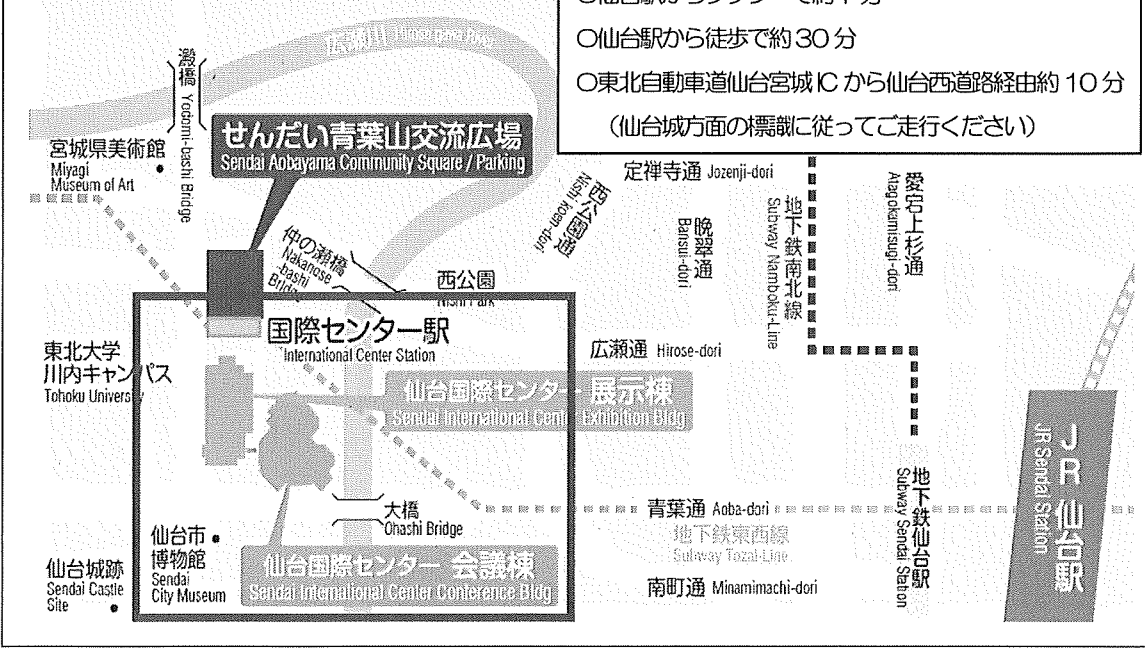 〇仙台駅から徒歩で約30分
〇東北自動車道仙台宮城ICから仙台西道路経由約10分
（仙台城方面の標識に従ってご走行ください）
広瀬川 Hirosegawa River
澱橋 Yodomi-bashi Bridge
せんだい青葉山交流広場
Sendai Aobayama Community Square / Parking
宮城県美術館
Miyagi
Museum of Art
定禅寺通 Jozenji-dori
西公園通
Nishi koen-dori
晩翠通
Bansui-dori
地下鉄南北線
Subway Namboku-Line
愛宕上杉通
Atagokamisugi-dori
仲の瀬橋
Nakanose
-bashi
Bridge
西公園
Nishi Park
国際センター駅
International Center Station
東北大学
川内キャンパス
Tohoku University
広瀬通 Hirose-dori
仙台国際センター 展示棟
Sendai International Center Exhibition Bldg
大橋
Ohashi Bridge
青葉通 Aoba-dori
地下鉄東西線
Subway Tozai-Line
地下鉄仙台駅
Subway Sendai Station
JR仙台駅
JR Sendai Station
仙台市
博物館
Sendai
City Museum
仙台国際センター 会議棟
Sendai International Center Conference Bldg
仙台城跡
Sendai Castle
Site
南町通 Minamimachi-dori